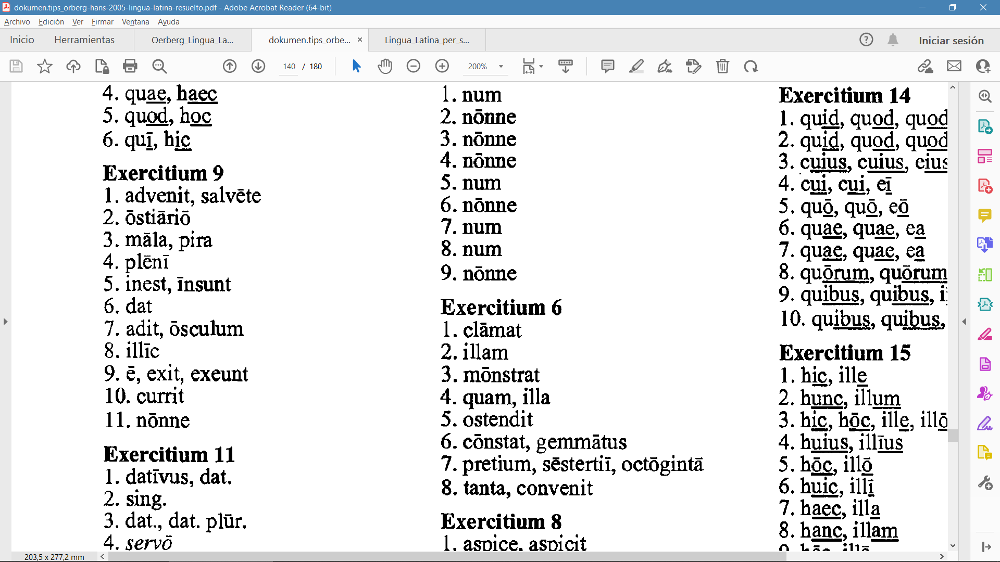 dokumen.tips_orberg-hans-2005-lingua-latina-resuelto.pdf - Adobe Acrobat Reader (64-bit)
Archivo Edición Ver Firmar Ventana Ayuda
Inicio Herramientas Oerberg_Lingua_La... dokumen.tips_orbe... Lingua_Latina_per_s... Iniciar sesión
140 / 180 200%
4. quae, haec
5. quod, hoc
6. quī, hic
Exercitium 9
1. advenit, salvēte
2. ōstiāriō
3. māla, pira
4. plēnī
5. inest, īnsunt
6. dat
7. adit, ōsculum
8. illīc
9. ē, exit, exeunt
10. currit
11. nōnne
Exercitium 11
1. datīvus, dat.
2. sing.
3. dat., dat. plūr.
4. servō
1. num
2. nōnne
3. nōnne
4. nōnne
5. num
6. nōnne
7. num
8. num
9. nōnne
Exercitium 6
1. clāmat
2. illam
3. mōnstrat
4. quam, illa
5. ostendit
6. cōnstat, gemmātus
7. pretium, sēstertiī, octōgintā
8. tanta, convenit
Exercitium 8
1. aspice, aspicit
Exercitium 14
1. quid, quod, quod
2. quid, quod, quod
3. cuius, cuius, eius
4. cui, cui, eī
5. quō, quō, eō
6. quae, quae, ea
7. quae, quae, ea
8. quōrum, quōrum
9. quibus, quibus,
10. quibus, quibus,
Exercitium 15
1. hic, ille
2. hunc, illum
3. hic, hōc, ille, illō
4. huius, illīus
5. hōc, illō
6. huic, illī
7. haec, illa
8. hanc, illam
203,5 x 277,2 mm